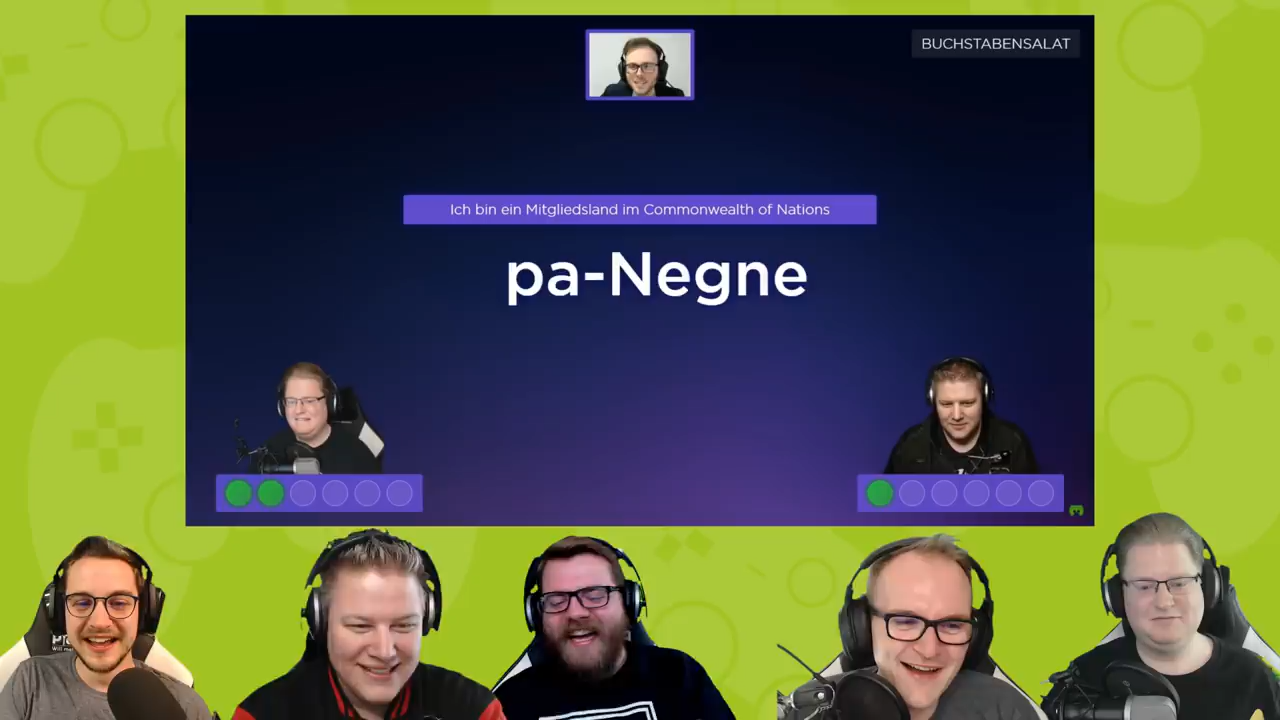 BUCHSTABENSALAT
Ich bin ein Mitgliedsland im Commonwealth of Nations
pa-Negne